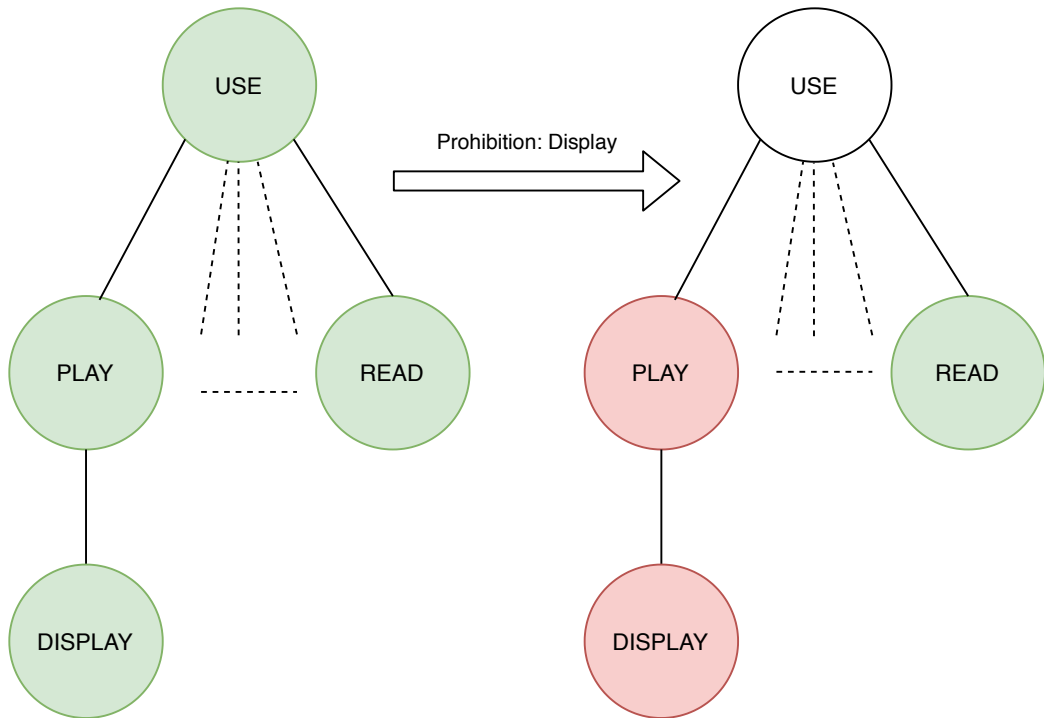 USE
Prohibition: Display
USE
PLAY
READ
PLAY
READ
DISPLAY
DISPLAY